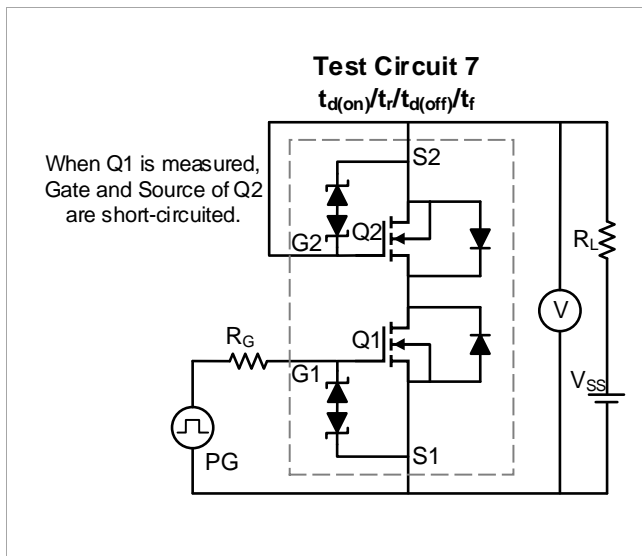 Test Circuit 7
td(on)/tr/td(off)/tf
When Q1 is measured,
Gate and Source of Q2
are short-circuited.
S2
G2
Q2
RL
V
RG
Q1
G1
VSS
PG
S1